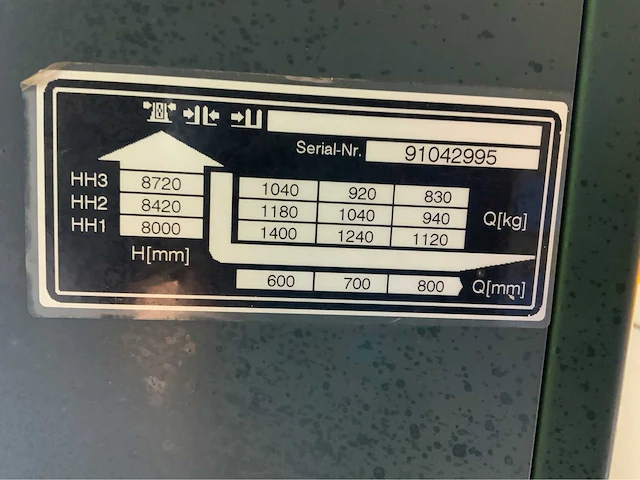 Serial-Nr. 91042995
HH3 8720 1040 920 830
HH2 8420 1180 1040 940 Q[kg]
HH1 8000 1400 1240 1120
H[mm]
600 700 800 Q[mm]